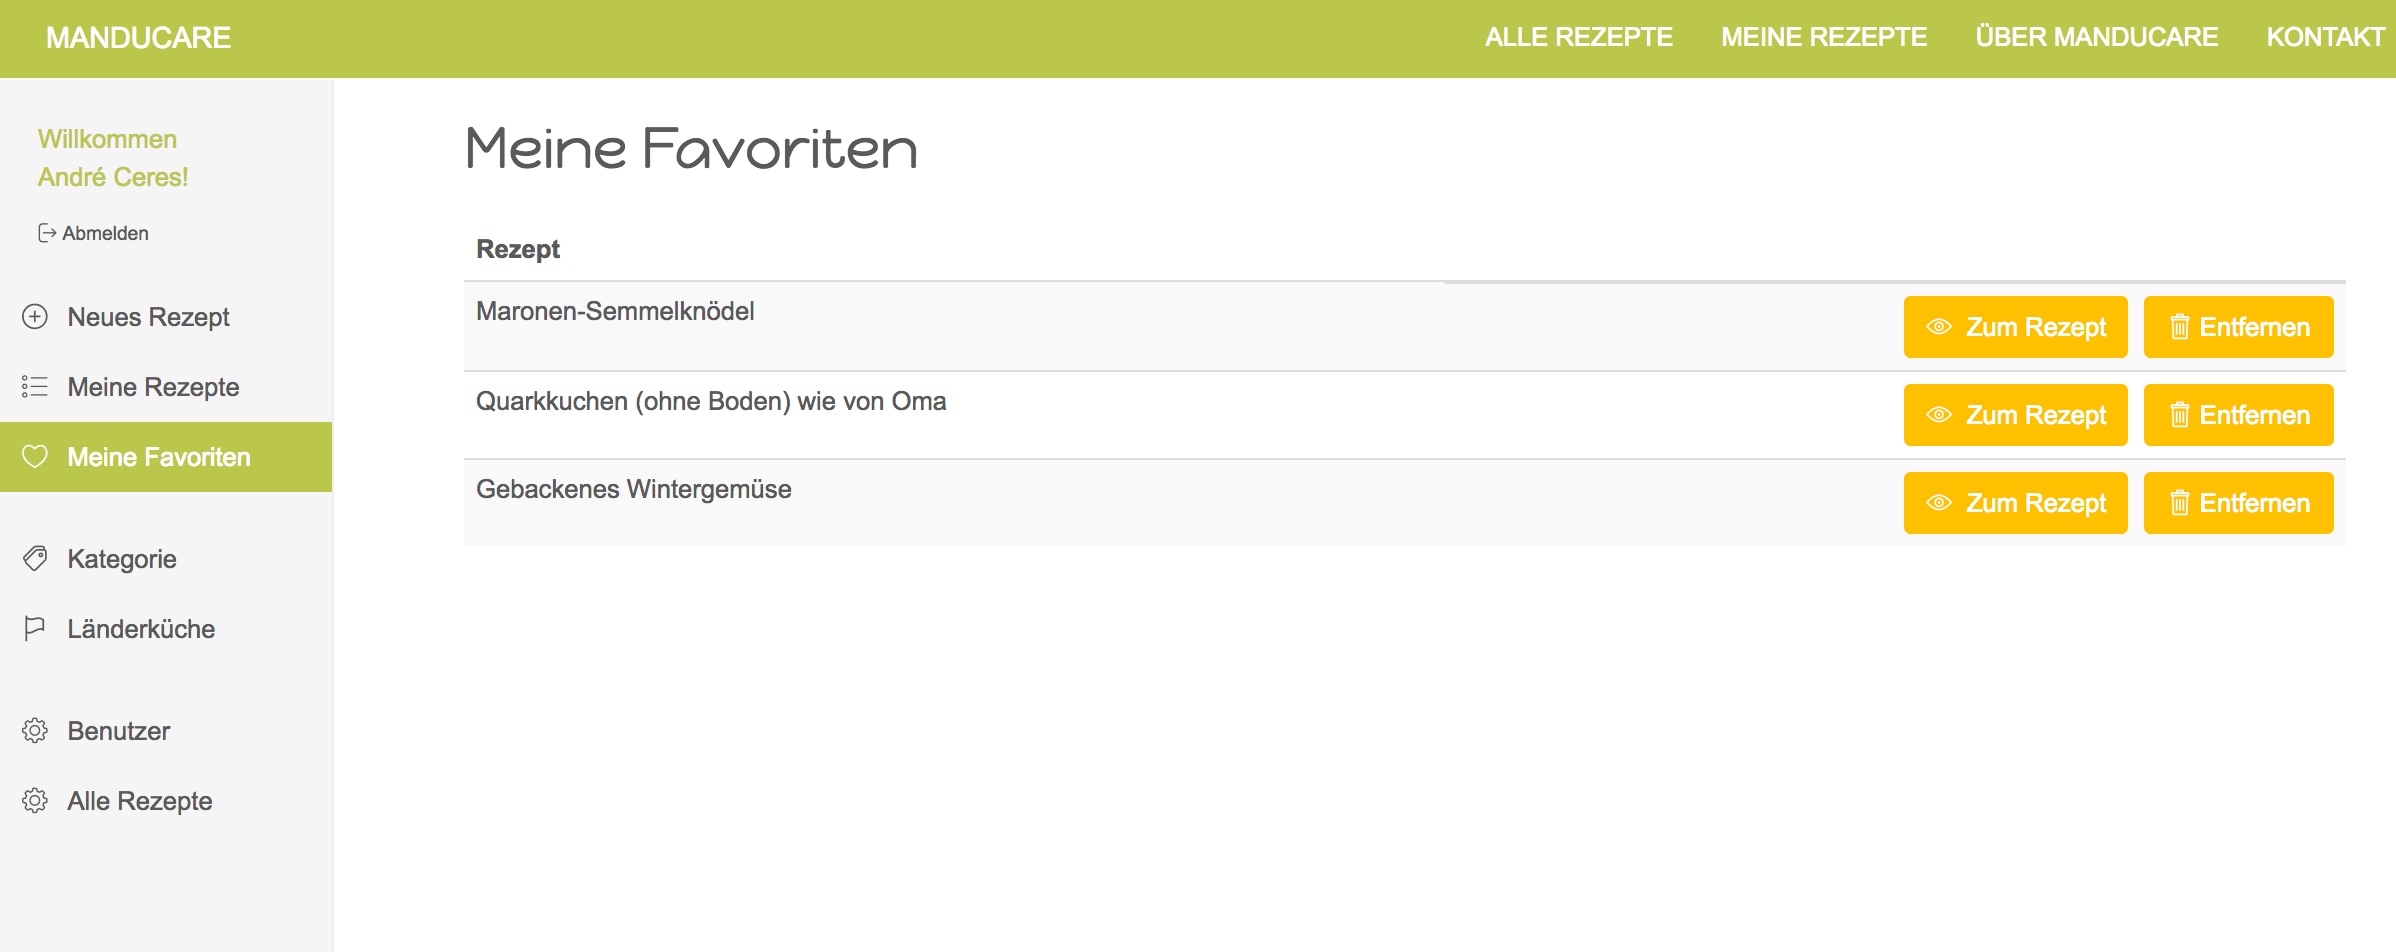 MANDUCARE
ALLE REZEPTE MEINE REZEPTE ÜBER MANDUCARE KONTAKT
Willkommen
André Ceres!
Abmelden
Neues Rezept
Meine Rezepte
Meine Favoriten
Kategorie
Länderküche
Benutzer
Alle Rezepte
Meine Favoriten
Rezept
Maronen-Semmelknödel Zum Rezept Entfernen
Quarkkuchen (ohne Boden) wie von Oma Zum Rezept Entfernen
Gebackenes Wintergemüse Zum Rezept Entfernen